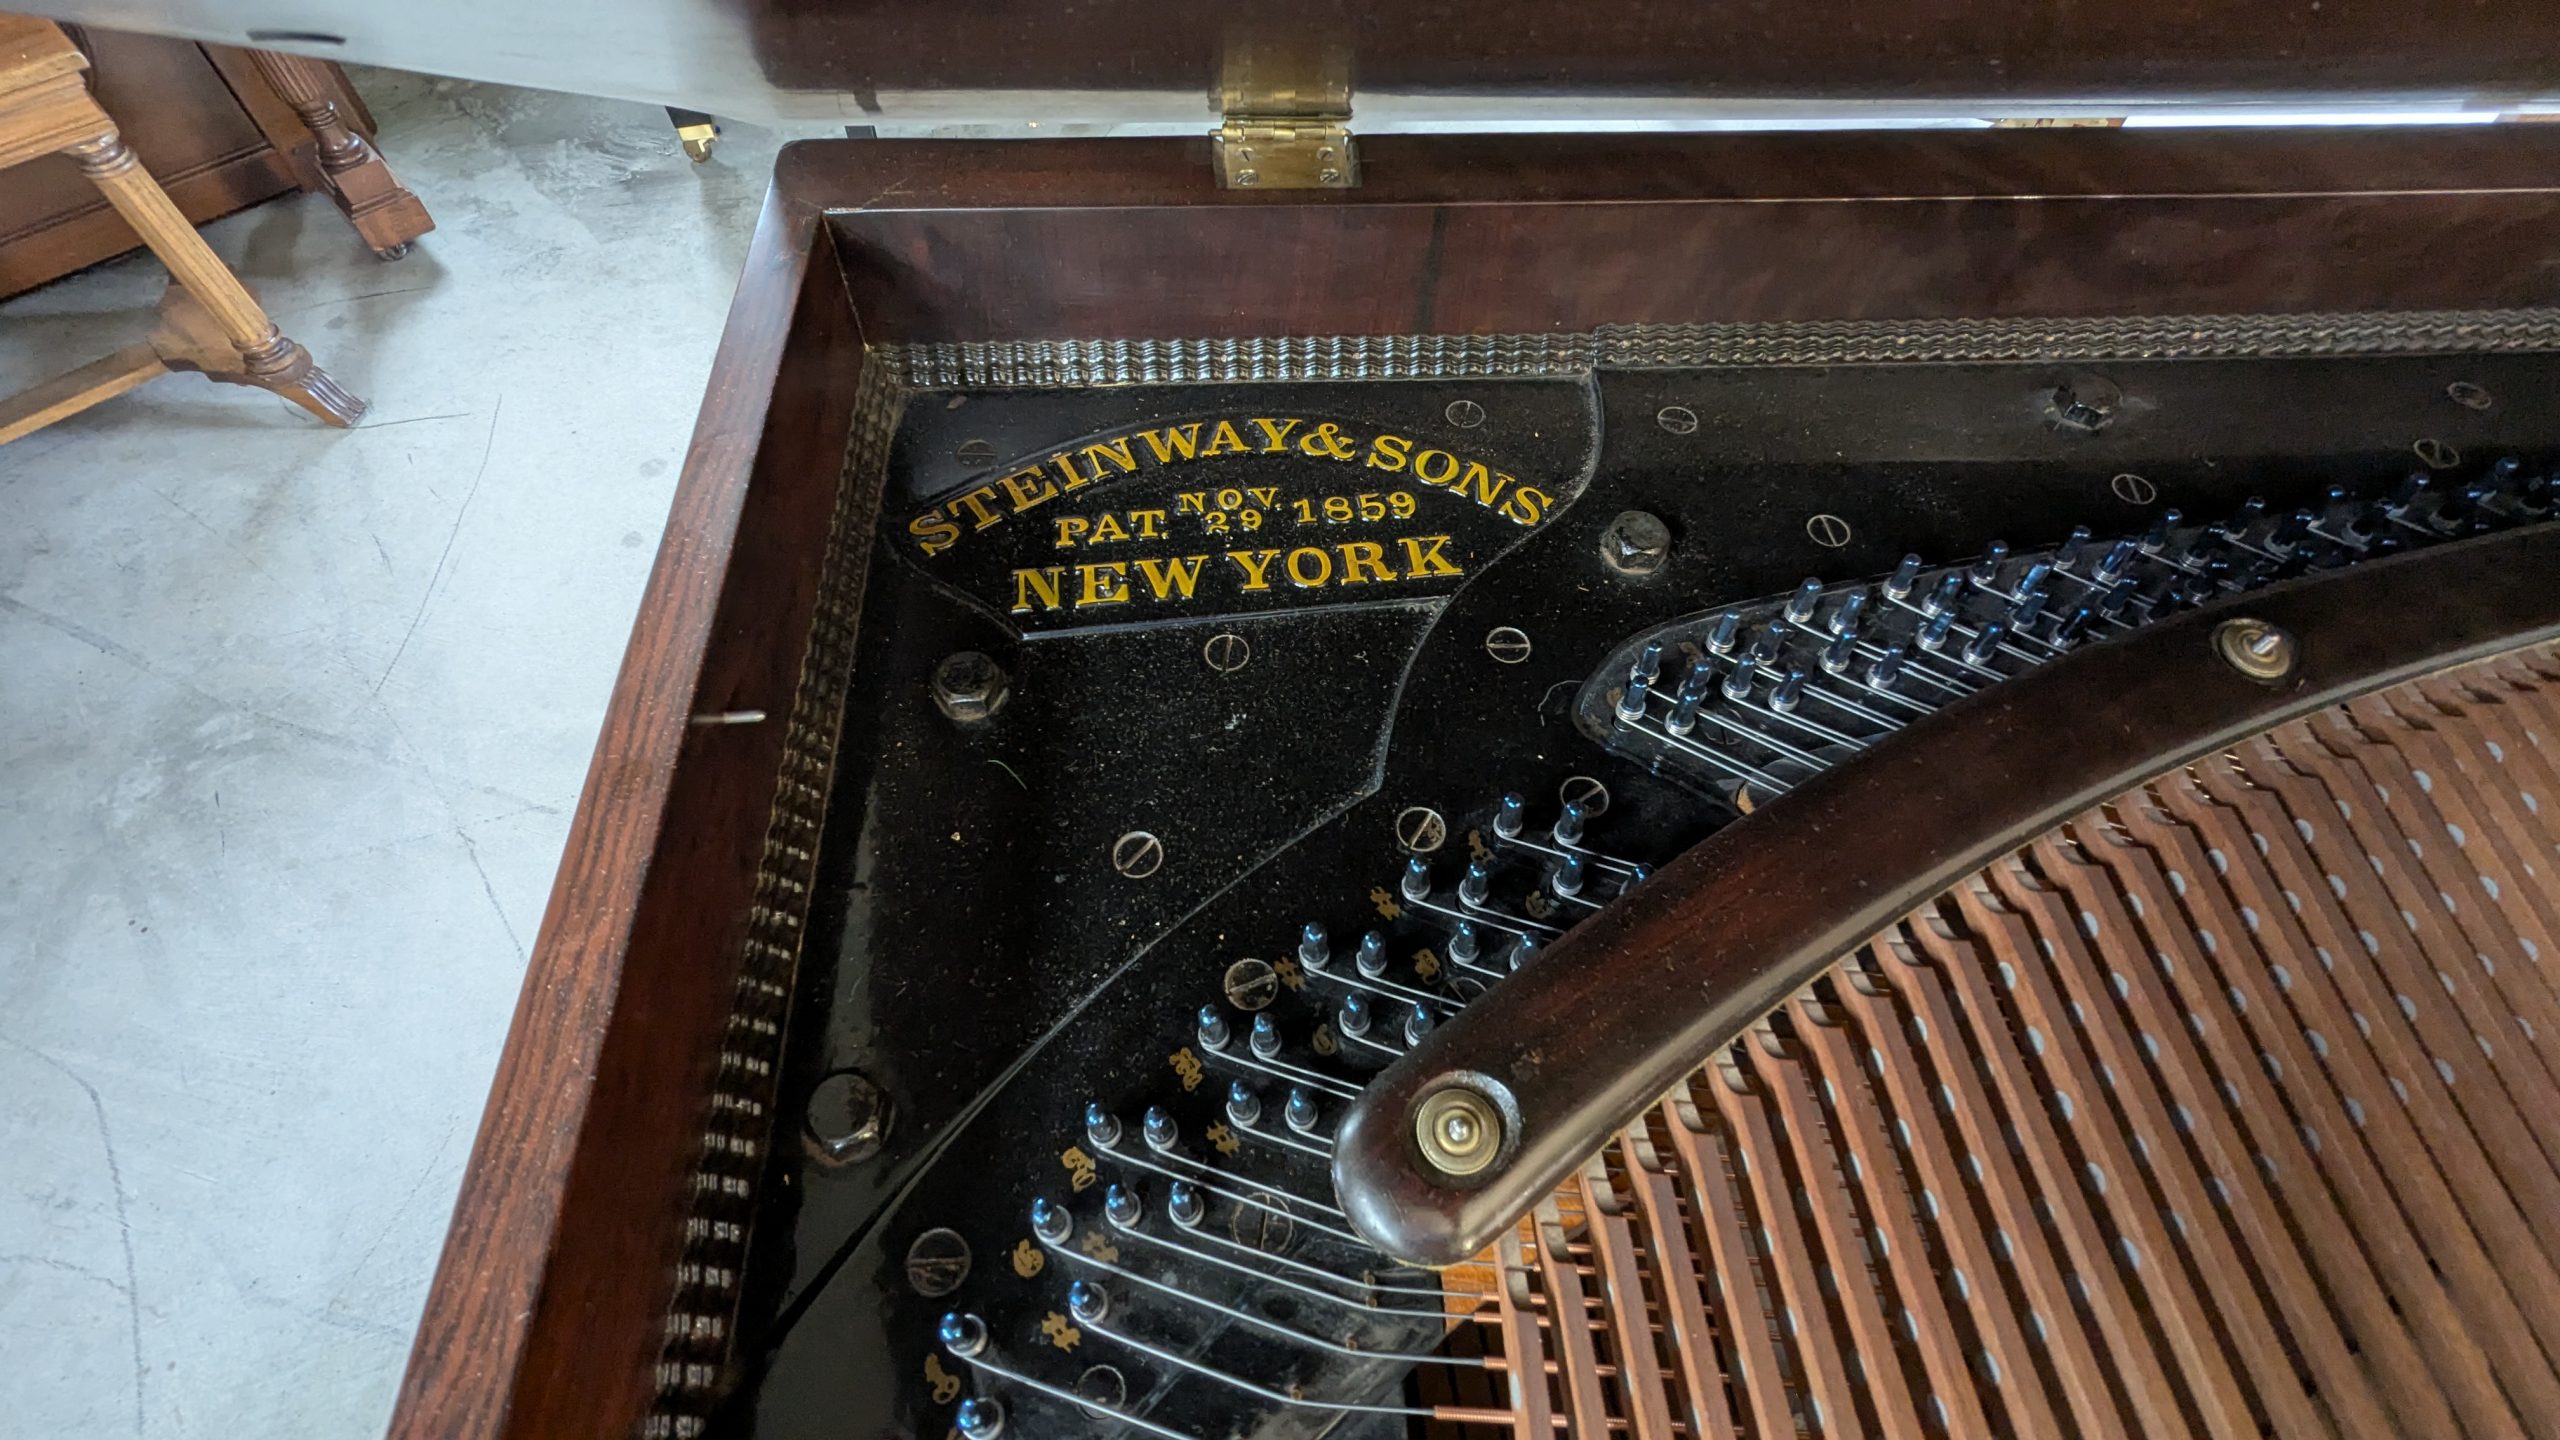 STEINWAY & SONS
PAT. NOV. 29 1859
NEW YORK